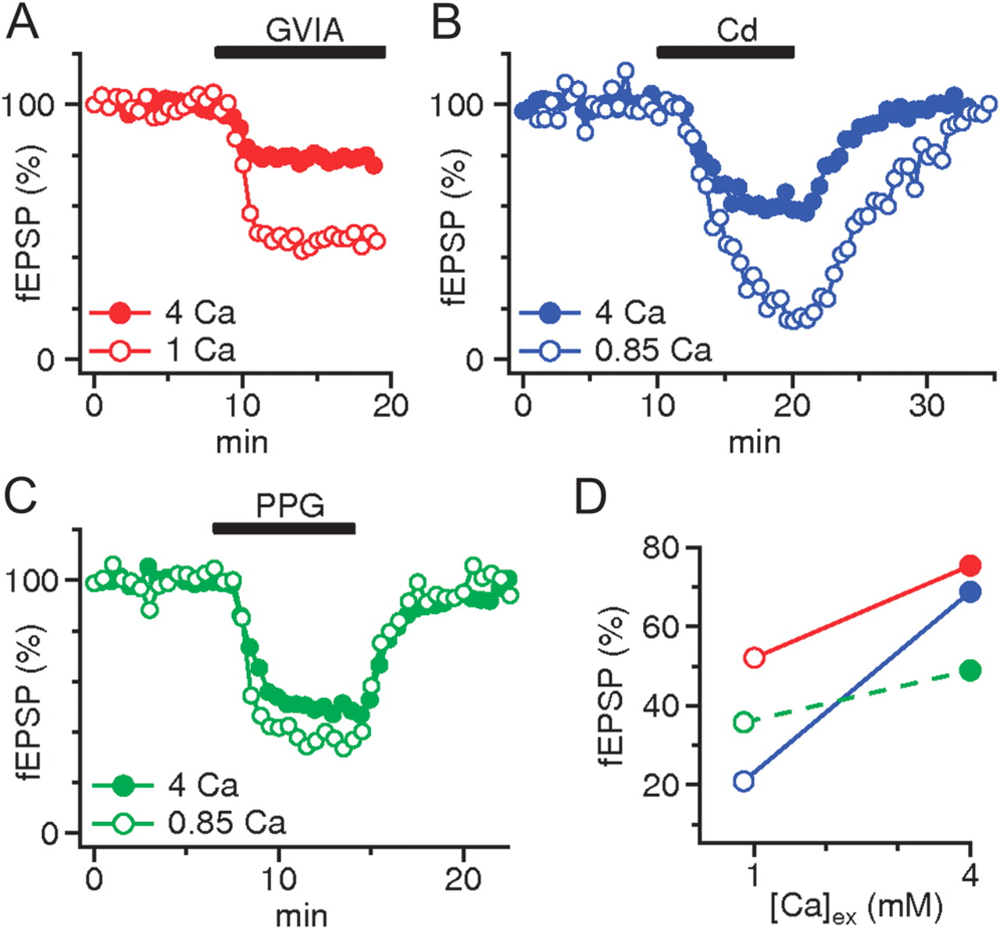 A
GVIA
100
0
fEPSP (%)
4 Ca
1 Ca
0 10 20
min
B
Cd
100
0
fEPSP (%)
4 Ca
0.85 Ca
0 10 20 30
min
C
PPG
100
0
fEPSP (%)
4 Ca
0.85 Ca
0 10 20
min
D
80
60
40
20
fEPSP (%)
1 4
[Ca]ex (mM)